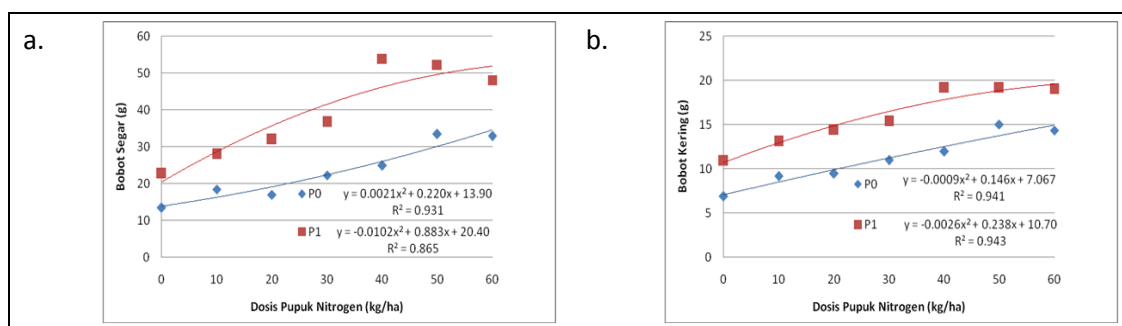 a.
Bobot Segar (g)
60
50
40
30
20
10
0
P0 y = 0.0021x² + 0.220x + 13.90
R² = 0.931
P1 y = -0.0102x² + 0.883x + 20.40
R² = 0.865
0 10 20 30 40 50 60
Dosis Pupuk Nitrogen (kg/ha)
b.
Bobot Kering (g)
25
20
15
10
5
0
P0 y = -0.0009x² + 0.146x + 7.067
R² = 0.941
P1 y = -0.0026x² + 0.238x + 10.70
R² = 0.943
0 10 20 30 40 50 60
Dosis Pupuk Nitrogen (kg/ha)